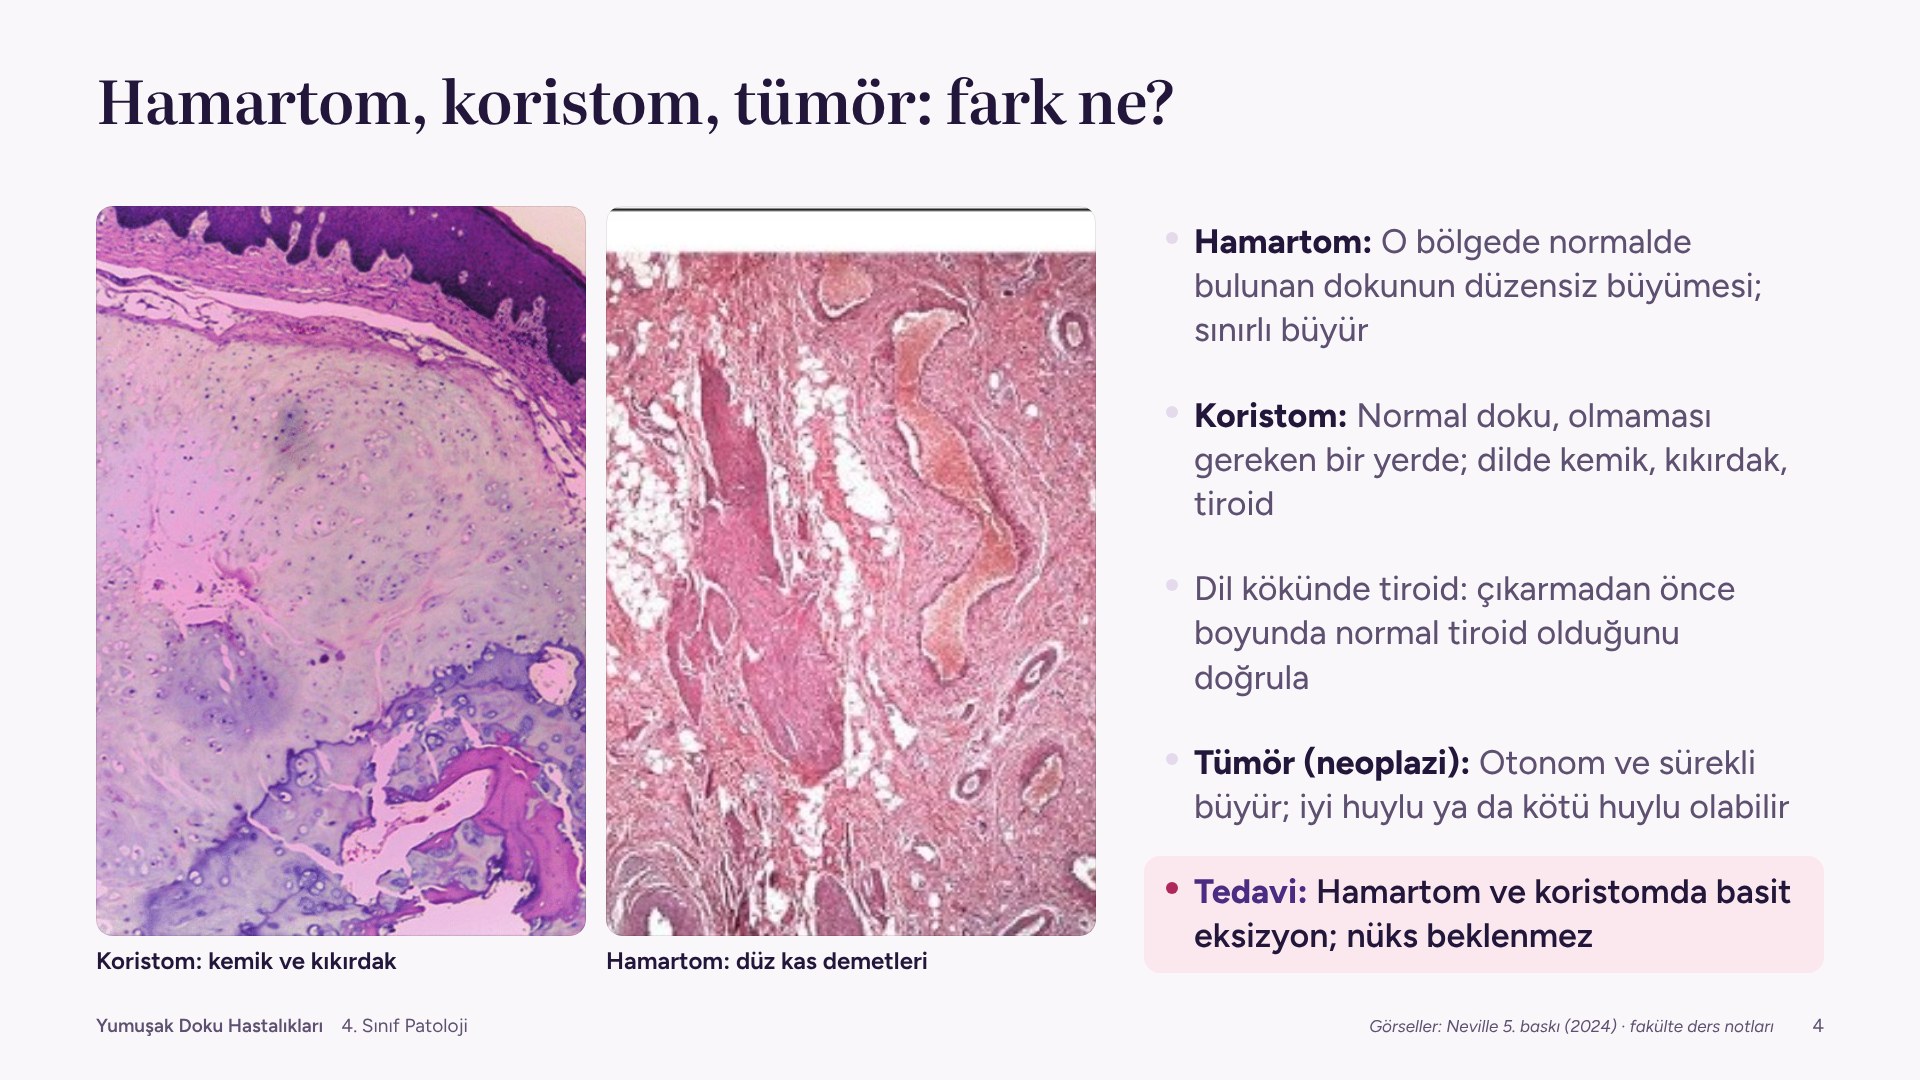 Hamartom, koristom, tümör: fark ne?
Koristom: kemik ve kıkırdak
Hamartom: düz kas demetleri
Hamartom: O bölgede normalde
bulunan dokunun düzensiz büyümesi;
sınırlı büyür
Koristom: Normal doku, olmaması
gereken bir yerde; dilde kemik, kıkırdak,
tiroid
Dil kökünde tiroid: çıkarmadan önce
boyunda normal tiroid olduğunu
doğrula
Tümör (neoplazi): Otonom ve sürekli
büyür; iyi huylu ya da kötü huylu olabilir
Tedavi: Hamartom ve koristomda basit
eksizyon; nüks beklenmez
Yumuşak Doku Hastalıkları 4. Sınıf Patoloji
Görseller: Neville 5. baskı (2024) · fakülte ders notları 4